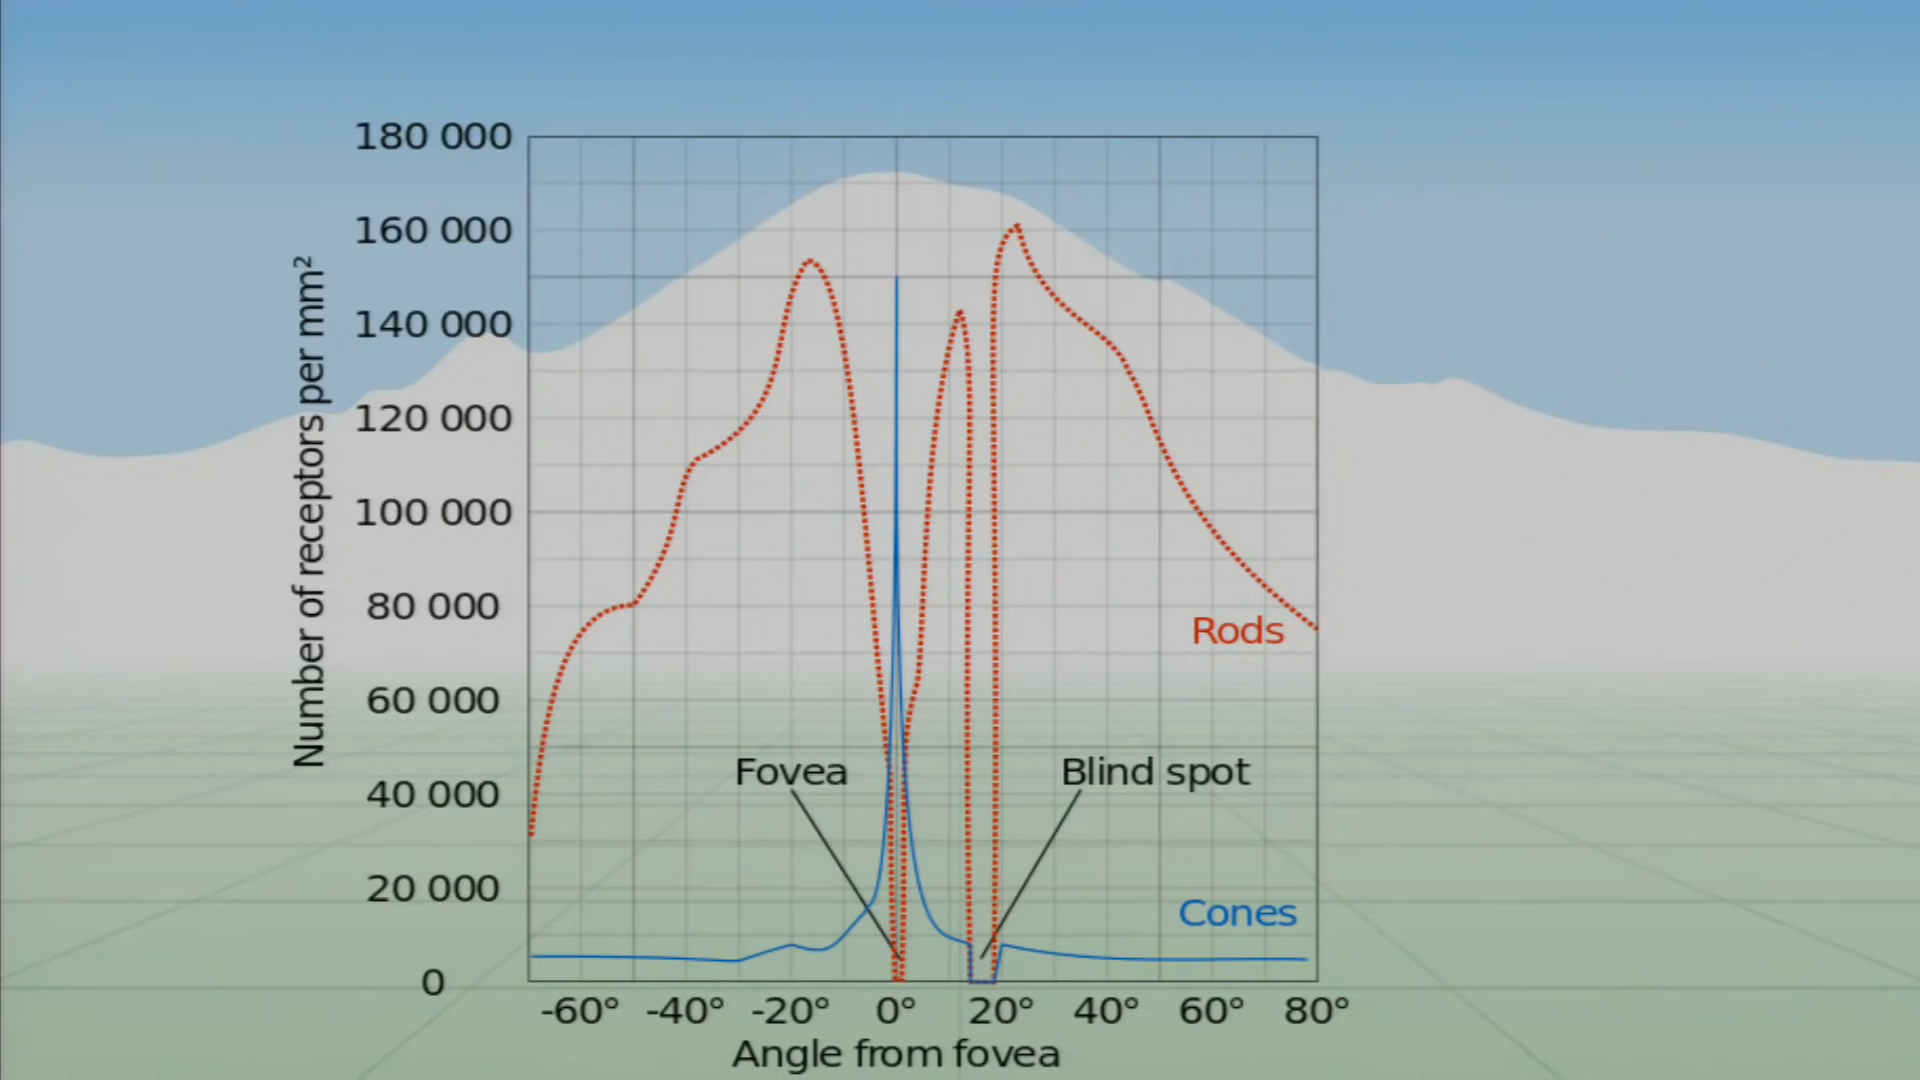 180 000
160 000
140 000
120 000
100 000
80 000
60 000
40 000
20 000
0
Number of receptors per mm²
Rods
Fovea
Blind spot
Cones
-60° -40° -20° 0° 20° 40° 60° 80°
Angle from fovea